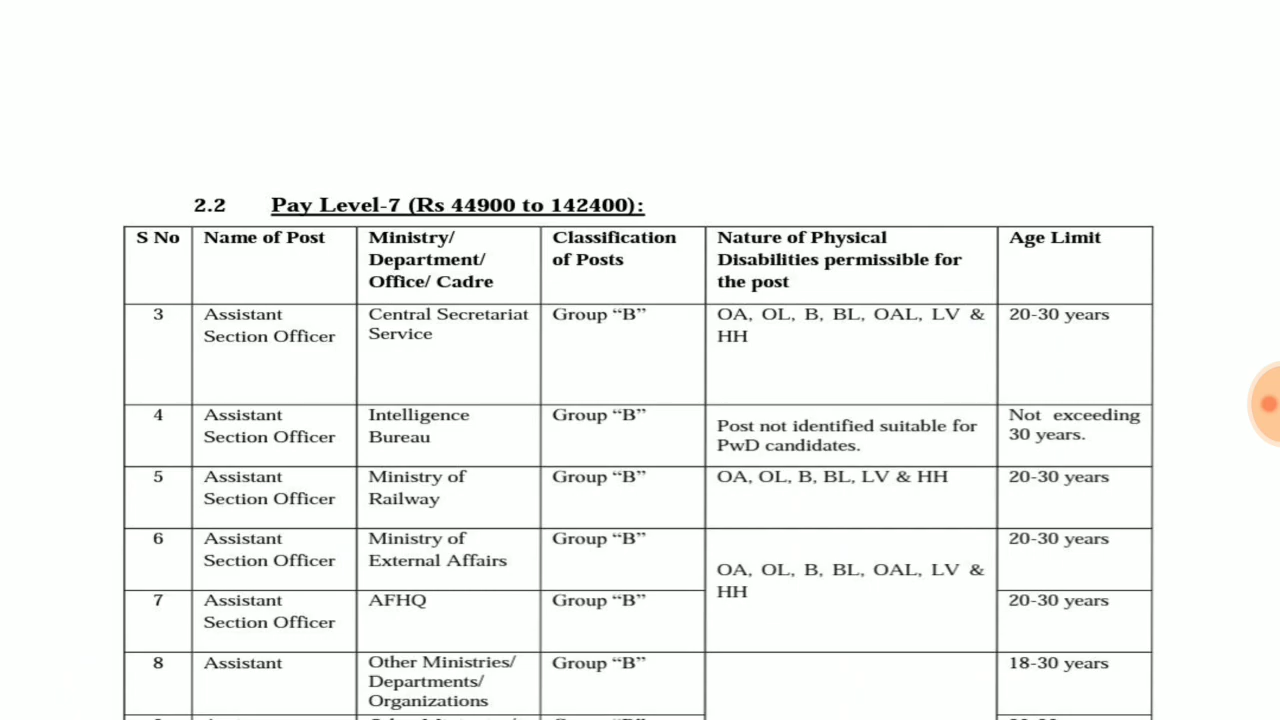 2.2 Pay Level-7 (Rs 44900 to 142400):
S No Name of Post Ministry/ Department/ Office/ Cadre Classification of Posts Nature of Physical Disabilities permissible for the post Age Limit
3 Assistant Section Officer Central Secretariat Service Group “B” OA, OL, B, BL, OAL, LV & HH 20-30 years
4 Assistant Section Officer Intelligence Bureau Group “B” Post not identified suitable for PwD candidates. Not exceeding 30 years.
5 Assistant Section Officer Ministry of Railway Group “B” OA, OL, B, BL, LV & HH 20-30 years
6 Assistant Section Officer Ministry of External Affairs Group “B” OA, OL, B, BL, OAL, LV & HH 20-30 years
7 Assistant Section Officer AFHQ Group “B” 20-30 years
8 Assistant Other Ministries/ Departments/ Organizations Group “B” 18-30 years